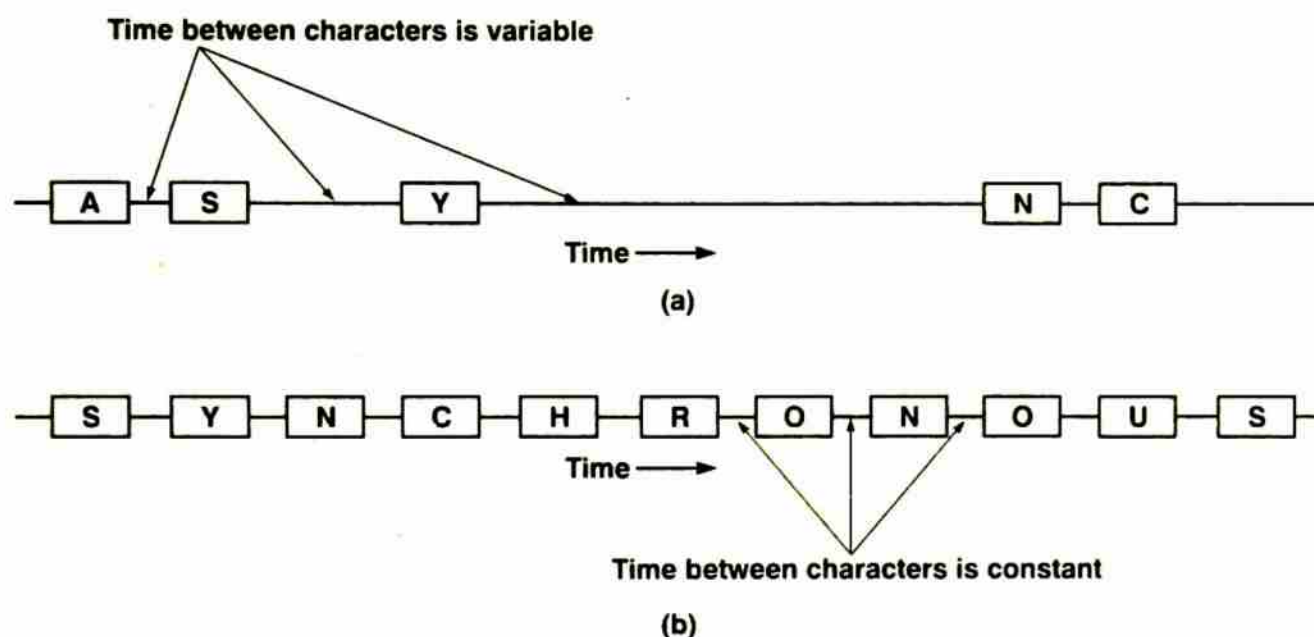 Time between characters is variable
A S Y N C
Time
(a)
S Y N C H R O N O U S
Time
Time between characters is constant
(b)